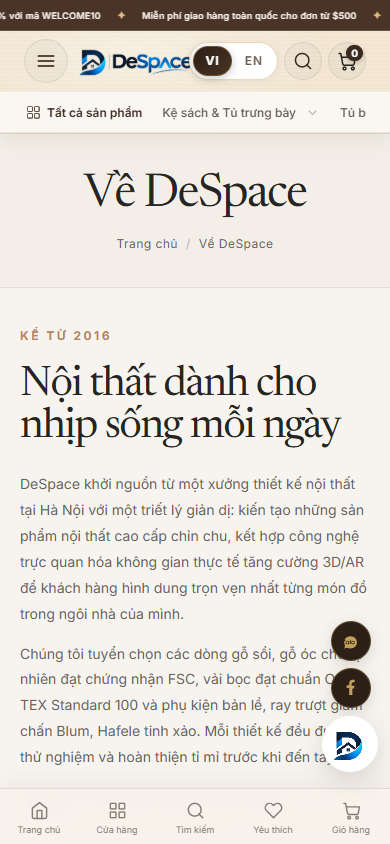 % với mã WELCOME10 ✦ Miễn phí giao hàng toàn quốc cho đơn từ $500 ✦
DeSpace VI EN 0
Tất cả sản phẩm Kệ sách & Tủ trưng bày Tủ b
Về DeSpace
Trang chủ / Về DeSpace
KỂ TỪ 2016
Nội thất dành cho
nhịp sống mỗi ngày
DeSpace khởi nguồn từ một xưởng thiết kế nội thất
tại Hà Nội với một triết lý giản dị: kiến tạo những sản
phẩm nội thất cao cấp chỉn chu, kết hợp công nghệ
trực quan hóa không gian thực tế tăng cường 3D/AR
để khách hàng hình dung trọn vẹn nhất từng món đồ
trong ngôi nhà của mình.
Chúng tôi tuyển chọn các dòng gỗ sồi, gỗ óc chó
nhiên đạt chứng nhận FSC, vải bọc đạt chuẩn
TEX Standard 100 và phụ kiện bản lề, ray trượt giảm
chấn Blum, Hafele tinh xảo. Mỗi thiết kế đều
thử nghiệm và hoàn thiện tỉ mỉ trước khi đến
Zalo
Trang chủ Cửa hàng Tìm kiếm Yêu thích Giỏ hàng